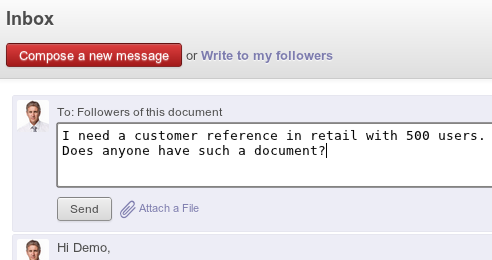 Inbox
Compose a new message or Write to my followers
To: Followers of this document
I need a customer reference in retail with 500 users.
Does anyone have such a document?
Send Attach a File
Hi Demo,